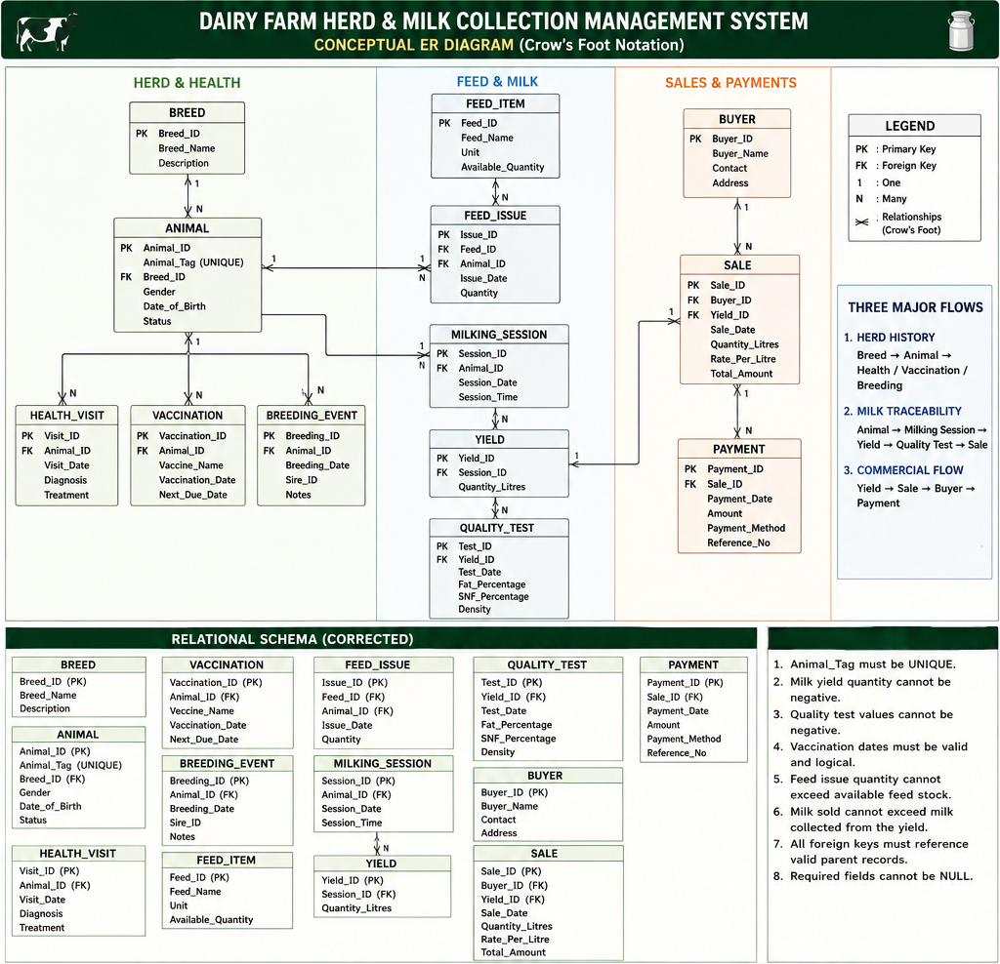 DAIRY FARM HERD & MILK COLLECTION MANAGEMENT SYSTEM
CONCEPTUAL ER DIAGRAM (Crow's Foot Notation)
HERD & HEALTH
BREED
PK Breed_ID
Breed_Name
Description
1
N
ANIMAL
PK Animal_ID
Animal_Tag (UNIQUE)
FK Breed_ID
Gender
Date_of_Birth
Status
1
N
N
N
HEALTH_VISIT
PK Visit_ID
FK Animal_ID
Visit_Date
Diagnosis
Treatment
VACCINATION
PK Vaccination_ID
FK Animal_ID
Vaccine_Name
Vaccination_Date
Next_Due_Date
BREEDING_EVENT
PK Breeding_ID
FK Animal_ID
Breeding_Date
Sire_ID
Notes
FEED & MILK
FEED_ITEM
PK Feed_ID
Feed_Name
Unit
Available_Quantity
N
FEED_ISSUE
PK Issue_ID
FK Feed_ID
FK Animal_ID
Issue_Date
Quantity
1
1
N
MILKING_SESSION
PK Session_ID
FK Animal_ID
Session_Date
Session_Time
1
N
N
YIELD
PK Yield_ID
FK Session_ID
Quantity_Litres
1
N
QUALITY_TEST
PK Test_ID
FK Yield_ID
Test_Date
Fat_Percentage
SNF_Percentage
Density
SALES & PAYMENTS
BUYER
PK Buyer_ID
Buyer_Name
Contact
Address
1
N
SALE
PK Sale_ID
FK Buyer_ID
FK Yield_ID
Sale_Date
Quantity_Litres
Rate_Per_Litre
Total_Amount
1
1
N
PAYMENT
PK Payment_ID
FK Sale_ID
Payment_Date
Amount
Payment_Method
Reference_No
LEGEND
PK : Primary Key
FK : Foreign Key
1 : One
N : Many
: Relationships
(Crow's Foot)
THREE MAJOR FLOWS
1. HERD HISTORY
Breed → Animal →
Health / Vaccination /
Breeding
2. MILK TRACEABILITY
Animal → Milking Session →
Yield → Quality Test → Sale
3. COMMERCIAL FLOW
Yield → Sale → Buyer →
Payment
RELATIONAL SCHEMA (CORRECTED)
BREED
Breed_ID (PK)
Breed_Name
Description
ANIMAL
Animal_ID (PK)
Animal_Tag (UNIQUE)
Breed_ID (FK)
Gender
Date_of_Birth
Status
HEALTH_VISIT
Visit_ID (PK)
Animal_ID (FK)
Visit_Date
Diagnosis
Treatment
VACCINATION
Vaccination_ID (PK)
Animal_ID (FK)
Veccine_Name
Vaccination_Date
Next_Due_Date
BREEDING_EVENT
Breeding_ID (PK)
Animal_ID (FK)
Breeding_Date
Sire_ID
Notes
FEED_ITEM
Feed_ID (PK)
Feed_Name
Unit
Available_Quantity
FEED_ISSUE
Issue_ID (PK)
Feed_ID (FK)
Animal_ID (FK)
Issue_Date
Quantity
MILKING_SESSION
Session_ID (PK)
Animal_ID (FK)
Session_Date
Session_Time
N
YIELD
Yield_ID (PK)
Session_ID (FK)
Quantity_Litres
QUALITY_TEST
Test_ID (PK)
Yield_ID (FK)
Test_Date
Fat_Percentage
SNF_Percentage
Density
BUYER
Buyer_ID (PK)
Buyer_Name
Contact
Address
SALE
Sale_ID (PK)
Buyer_ID (FK)
Yield_ID (FK)
Sale_Date
Quantity_Litres
Rate_Per_Litre
Total_Amount
PAYMENT
Payment_ID (PK)
Sale_ID (FK)
Payment_Date
Amount
Payment_Method
Reference_No
1. Animal_Tag must be UNIQUE.
2. Milk yield quantity cannot be
negative.
3. Quality test values cannot be
negative.
4. Vaccination dates must be valid
and logical.
5. Feed issue quantity cannot
exceed available feed stock.
6. Milk sold cannot exceed milk
collected from the yield.
7. All foreign keys must reference
valid parent records.
8. Required fields cannot be NULL.